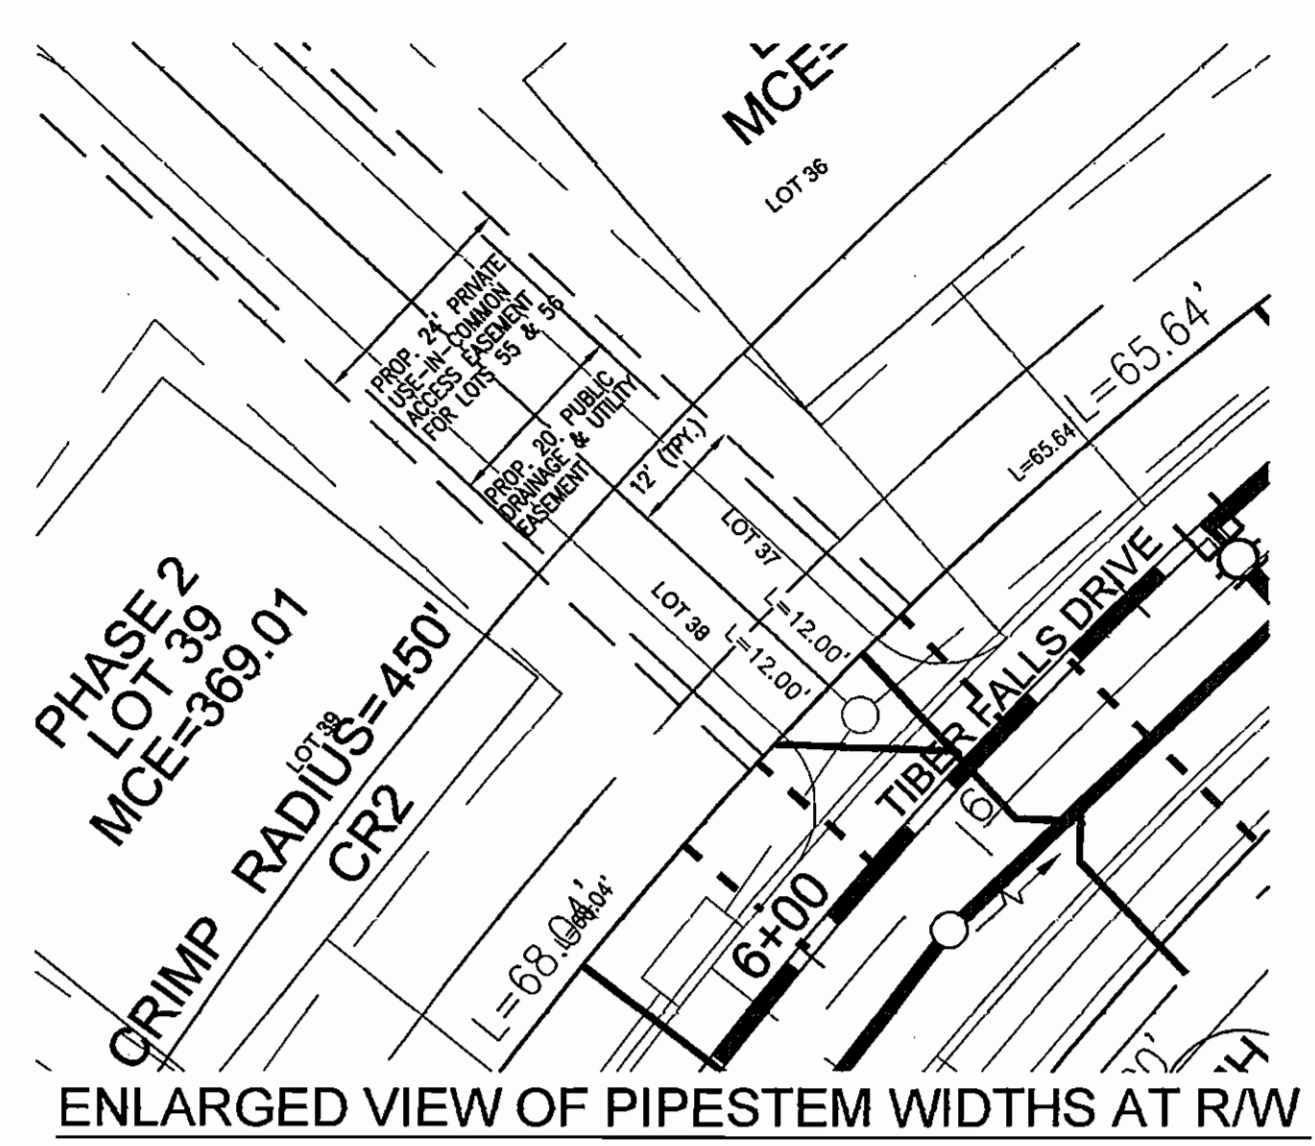 MCE=
LOT 36
PROP. 24' PRIVATE
USE-IN-COMMON
ACCESS EASEMENT
FOR LOTS 55 & 56
PROP. 20' PUBLIC
DRAINAGE & UTILITY
EASEMENT
12' (TPY.)
L=65.64'
L=65.64'
LOT 37
LOT 38
L=12.00'
L=12.00'
TIBER FALLS DRIVE
PHASE 2
LOT 39
MCE=369.01
LOT 39
CRIMP RADIUS=450'
CR2
L=68.04'
6+00
6
ENLARGED VIEW OF PIPESTEM WIDTHS AT R/W